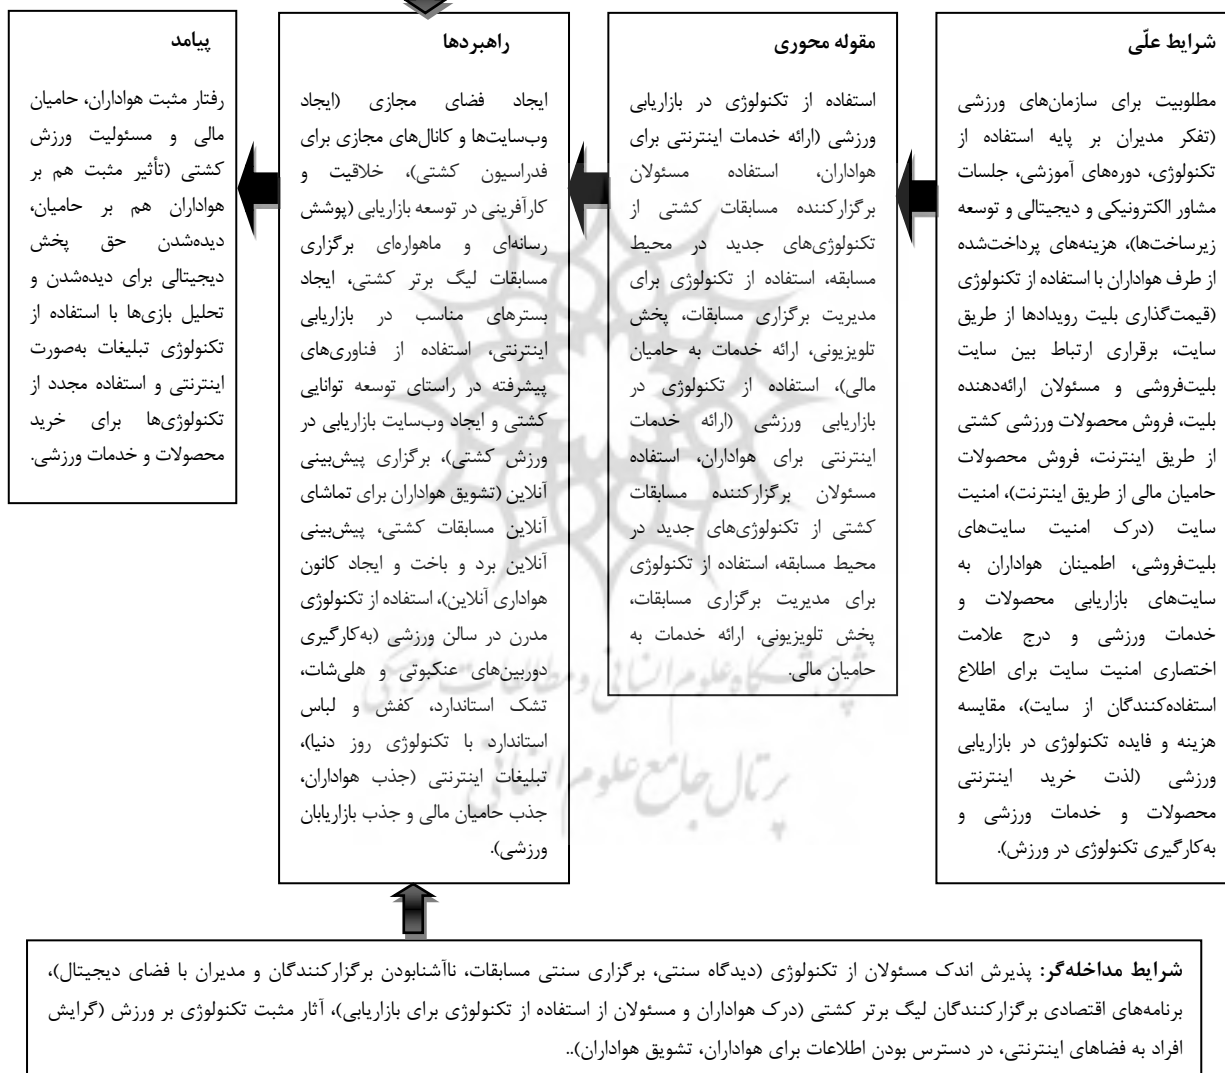 شرایط علّی
مطلوبیت برای سازمان‌های ورزشی
(تفکر مدیران بر پایه استفاده از
تکنولوژی، دوره‌های آموزشی، جلسات
مشاور الکترونیکی و دیجیتالی و توسعه
زیرساخت‌ها)، هزینه‌های پرداخت‌شده
از طرف هواداران با استفاده از تکنولوژی
(قیمت‌گذاری بلیت رویدادها از طریق
سایت، برقراری ارتباط بین سایت
بلیت‌فروشی و مسئولان ارائه‌دهنده
بلیت، فروش محصولات ورزشی کشتی
از طریق اینترنت، فروش محصولات
حامیان مالی از طریق اینترنت)، امنیت
سایت (درک امنیت سایت‌های
بلیت‌فروشی، اطمینان هواداران به
سایت‌های بازاریابی محصولات و
خدمات ورزشی و درج علامت
اختصاری امنیت سایت برای اطلاع
استفاده‌کنندگان از سایت)، مقایسه
هزینه و فایده تکنولوژی در بازاریابی
ورزشی (لذت خرید اینترنتی
محصولات و خدمات ورزشی و
به‌کارگیری تکنولوژی در ورزش).
مقوله محوری
استفاده از تکنولوژی در بازاریابی
ورزشی (ارائه خدمات اینترنتی برای
هواداران، استفاده مسئولان
برگزارکننده مسابقات کشتی از
تکنولوژی‌های جدید در محیط
مسابقه، استفاده از تکنولوژی برای
مدیریت برگزاری مسابقات، پخش
تلویزیونی، ارائه خدمات به حامیان
مالی)، استفاده از تکنولوژی در
بازاریابی ورزشی (ارائه خدمات
اینترنتی برای هواداران، استفاده
مسئولان برگزارکننده مسابقات
کشتی از تکنولوژی‌های جدید در
محیط مسابقه، استفاده از تکنولوژی
برای مدیریت برگزاری مسابقات،
پخش تلویزیونی، ارائه خدمات به
حامیان مالی.
راهبردها
ایجاد فضای مجازی (ایجاد
وب‌سایت‌ها و کانال‌های مجازی برای
فدراسیون کشتی)، خلاقیت و
کارآفرینی در توسعه بازاریابی (پوشش
رسانه‌ای و ماهواره‌ای برگزاری
مسابقات لیگ برتر کشتی، ایجاد
بسترهای مناسب در بازاریابی
اینترنتی، استفاده از فناوری‌های
پیشرفته در راستای توسعه توانایی
کشتی و ایجاد وب‌سایت بازاریابی در
ورزش کشتی)، برگزاری پیش‌بینی
آنلاین (تشویق هواداران برای تماشای
آنلاین مسابقات کشتی، پیش‌بینی
آنلاین برد و باخت و ایجاد کانون
هواداری آنلاین)، استفاده از تکنولوژی
مدرن در سالن ورزشی (به‌کارگیری
دوربین‌های عنکبوتی و هلی‌شات،
تشک استاندارد، کفش و لباس
استاندارد با تکنولوژی روز دنیا)،
تبلیغات اینترنتی (جذب هواداران،
جذب حامیان مالی و جذب بازاریابان
ورزشی).
پیامد
رفتار مثبت هواداران، حامیان
مالی و مسئولیت ورزش
کشتی (تأثیر مثبت هم بر
هواداران هم بر حامیان،
دیده‌شدن حق پخش
دیجیتالی برای دیده‌شدن و
تحلیل بازی‌ها با استفاده از
تکنولوژی تبلیغات به‌صورت
اینترنتی و استفاده مجدد از
تکنولوژی‌ها برای خرید
محصولات و خدمات ورزشی.
پژوهشگاه علوم انسانی و مطالعات فرهنگی
پرتال جامع علوم انسانی
شرایط مداخله‌گر: پذیرش اندک مسئولان از تکنولوژی (دیدگاه سنتی، برگزاری سنتی مسابقات، ناآشنابودن برگزارکنندگان و مدیران با فضای دیجیتال)،
برنامه‌های اقتصادی برگزارکنندگان لیگ برتر کشتی (درک هواداران و مسئولان از استفاده از تکنولوژی برای بازاریابی)، آثار مثبت تکنولوژی بر ورزش (گرایش
افراد به فضاهای اینترنتی، در دسترس بودن اطلاعات برای هواداران، تشویق هواداران)..